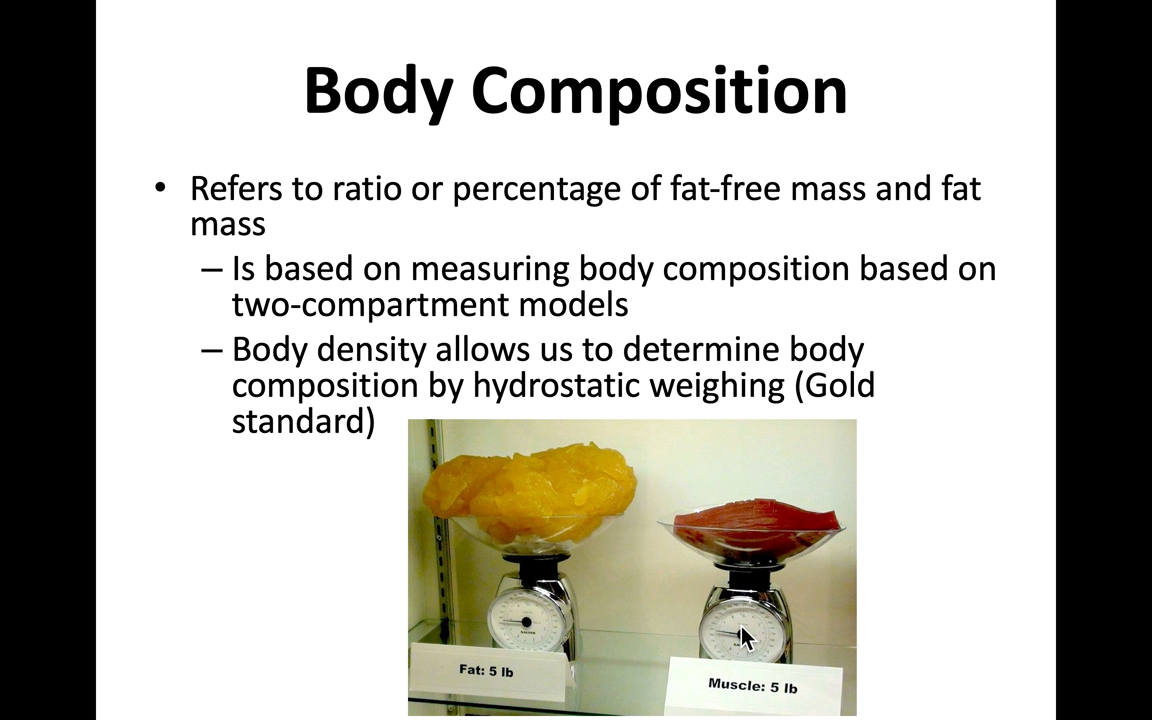 Body Composition
• Refers to ratio or percentage of fat-free mass and fat
mass
– Is based on measuring body composition based on
two-compartment models
– Body density allows us to determine body
composition by hydrostatic weighing (Gold
standard)
Fat: 5 lb
Muscle: 5 lb